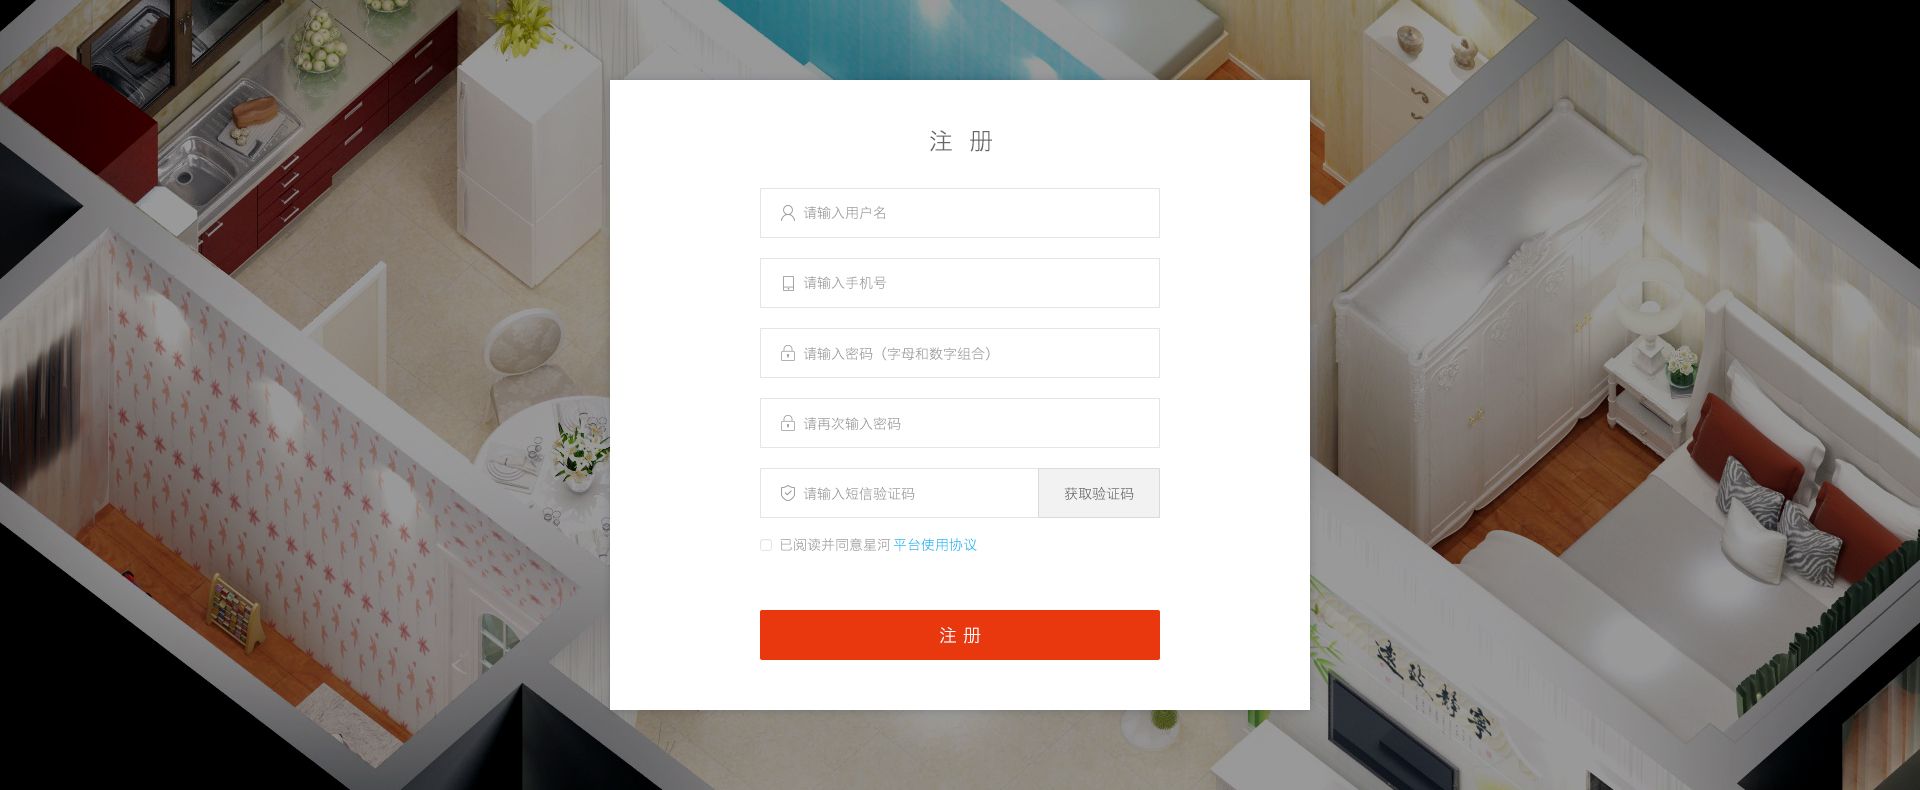 注 册
请输入用户名
请输入手机号
请输入密码（字母和数字组合）
请再次输入密码
请输入短信验证码
获取验证码
已阅读并同意星河 平台使用协议
注 册